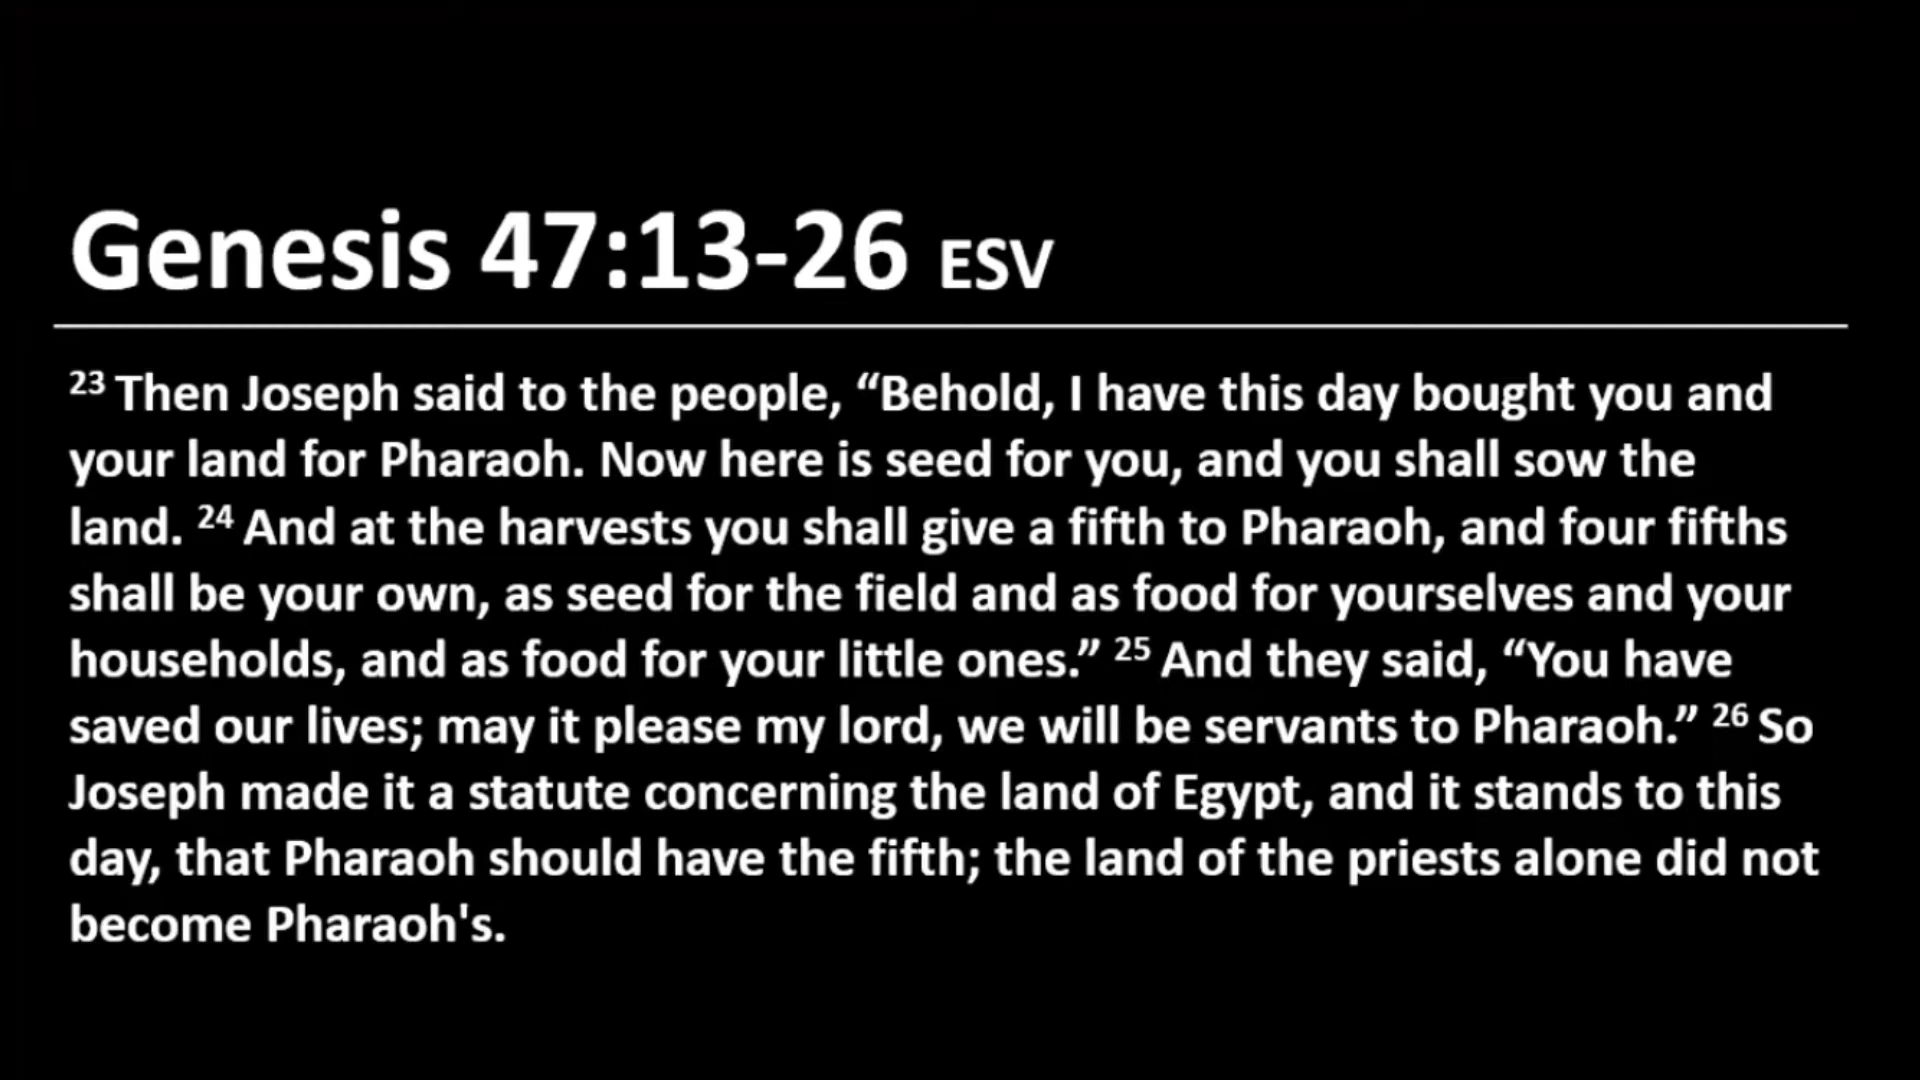 Genesis 47:13-26 ESV
23 Then Joseph said to the people, “Behold, I have this day bought you and
your land for Pharaoh. Now here is seed for you, and you shall sow the
land. 24 And at the harvests you shall give a fifth to Pharaoh, and four fifths
shall be your own, as seed for the field and as food for yourselves and your
households, and as food for your little ones.” 25 And they said, “You have
saved our lives; may it please my lord, we will be servants to Pharaoh.” 26 So
Joseph made it a statute concerning the land of Egypt, and it stands to this
day, that Pharaoh should have the fifth; the land of the priests alone did not
become Pharaoh's.